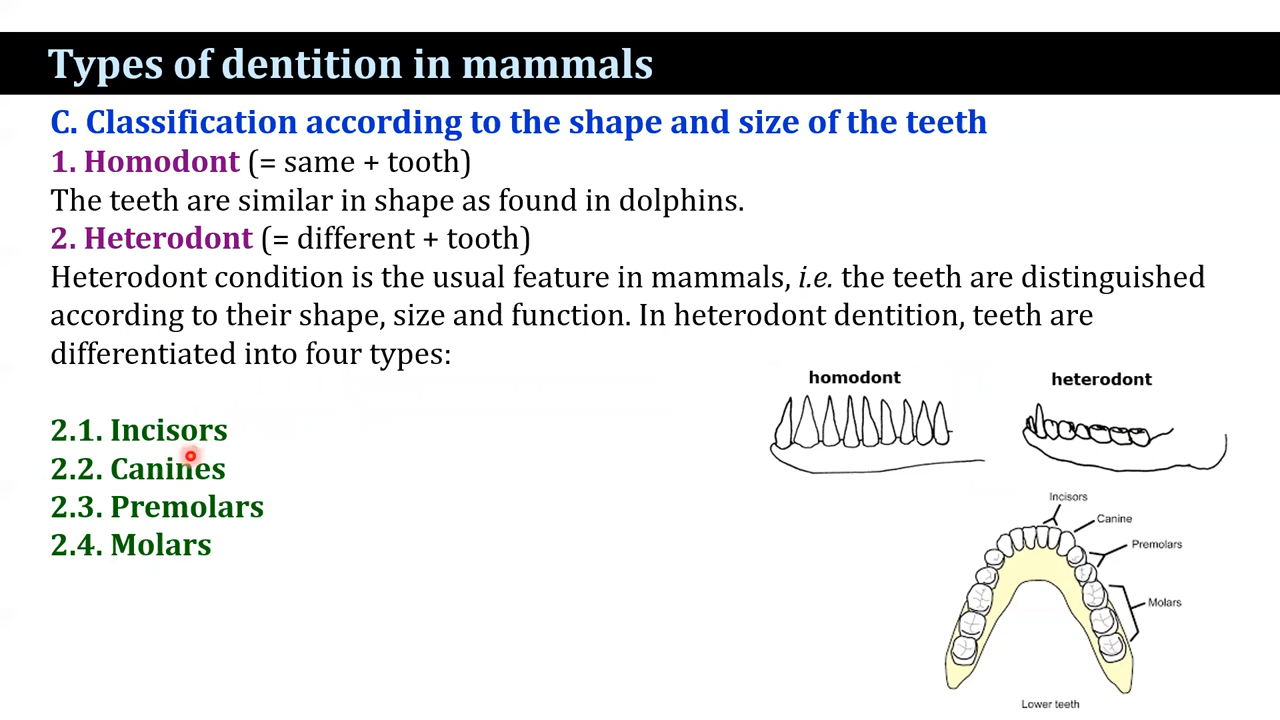 Types of dentition in mammals
C. Classification according to the shape and size of the teeth
1. Homodont (= same + tooth)
The teeth are similar in shape as found in dolphins.
2. Heterodont (= different + tooth)
Heterodont condition is the usual feature in mammals, i.e. the teeth are distinguished
according to their shape, size and function. In heterodont dentition, teeth are
differentiated into four types:
2.1. Incisors
2.2. Canines
2.3. Premolars
2.4. Molars
homodont
heterodont
Incisors
Canine
Premolars
Molars
Lower teeth